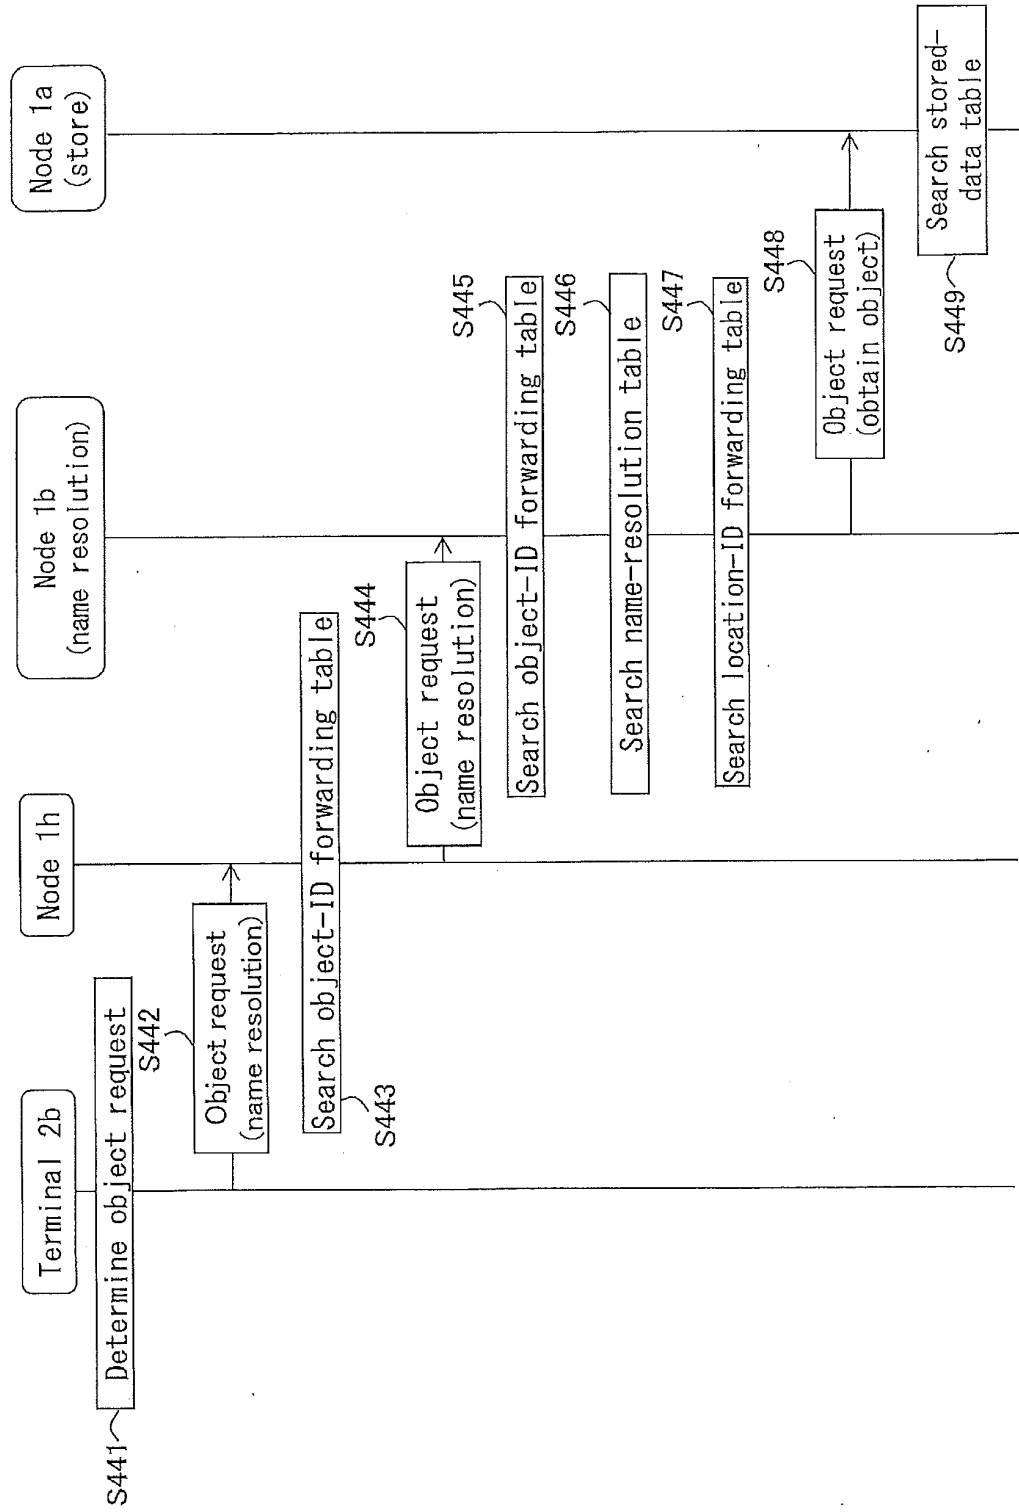 Terminal 2b
Node 1h
Node 1b
(name resolution)
Node 1a
(store)
S441
Determine object request
S442
Object request
(name resolution)
S443
Search object-ID forwarding table
S444
Object request
(name resolution)
S445
Search object-ID forwarding table
S446
Search name-resolution table
S447
Search location-ID forwarding table
S448
Object request
(obtain object)
S449
Search stored-
data table